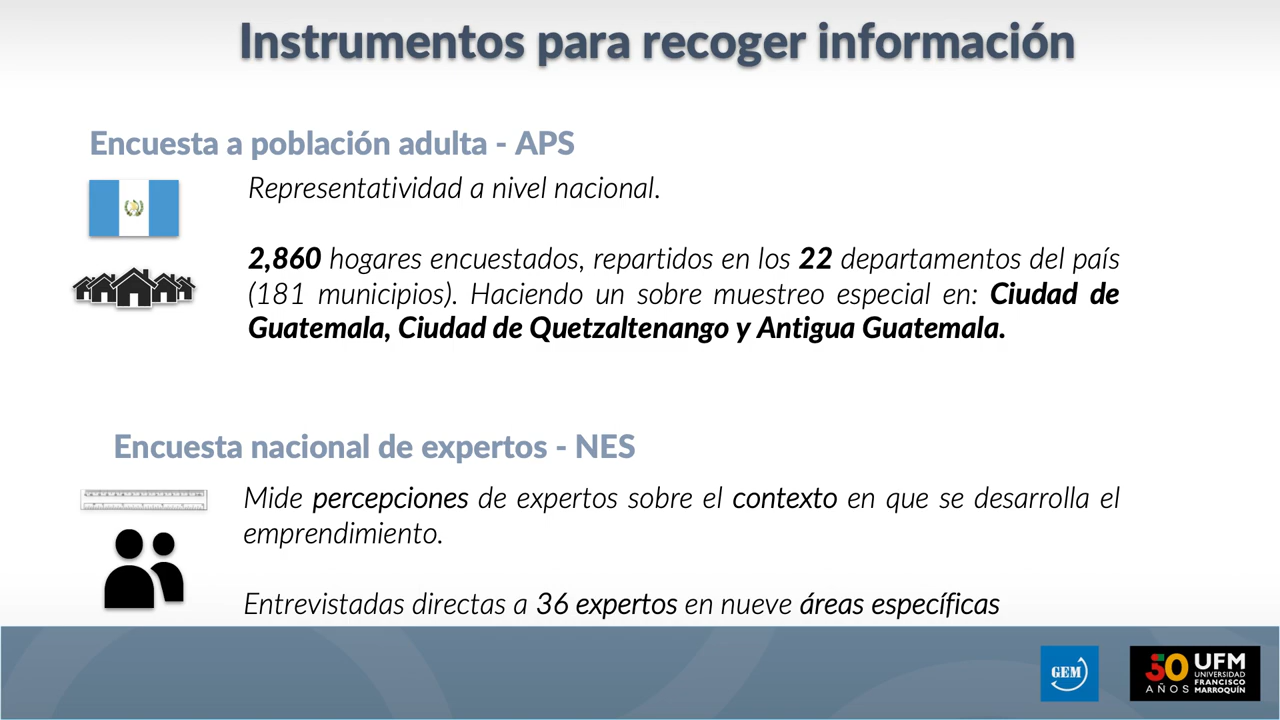 Instrumentos para recoger información
Encuesta a población adulta - APS
Representatividad a nivel nacional.
2,860 hogares encuestados, repartidos en los 22 departamentos del país
(181 municipios). Haciendo un sobre muestreo especial en: Ciudad de
Guatemala, Ciudad de Quetzaltenango y Antigua Guatemala.
Encuesta nacional de expertos - NES
Mide percepciones de expertos sobre el contexto en que se desarrolla el
emprendimiento.
Entrevistadas directas a 36 expertos en nueve áreas específicas
GEM
50 AÑOS
UFM
UNIVERSIDAD
FRANCISCO
MARROQUÍN